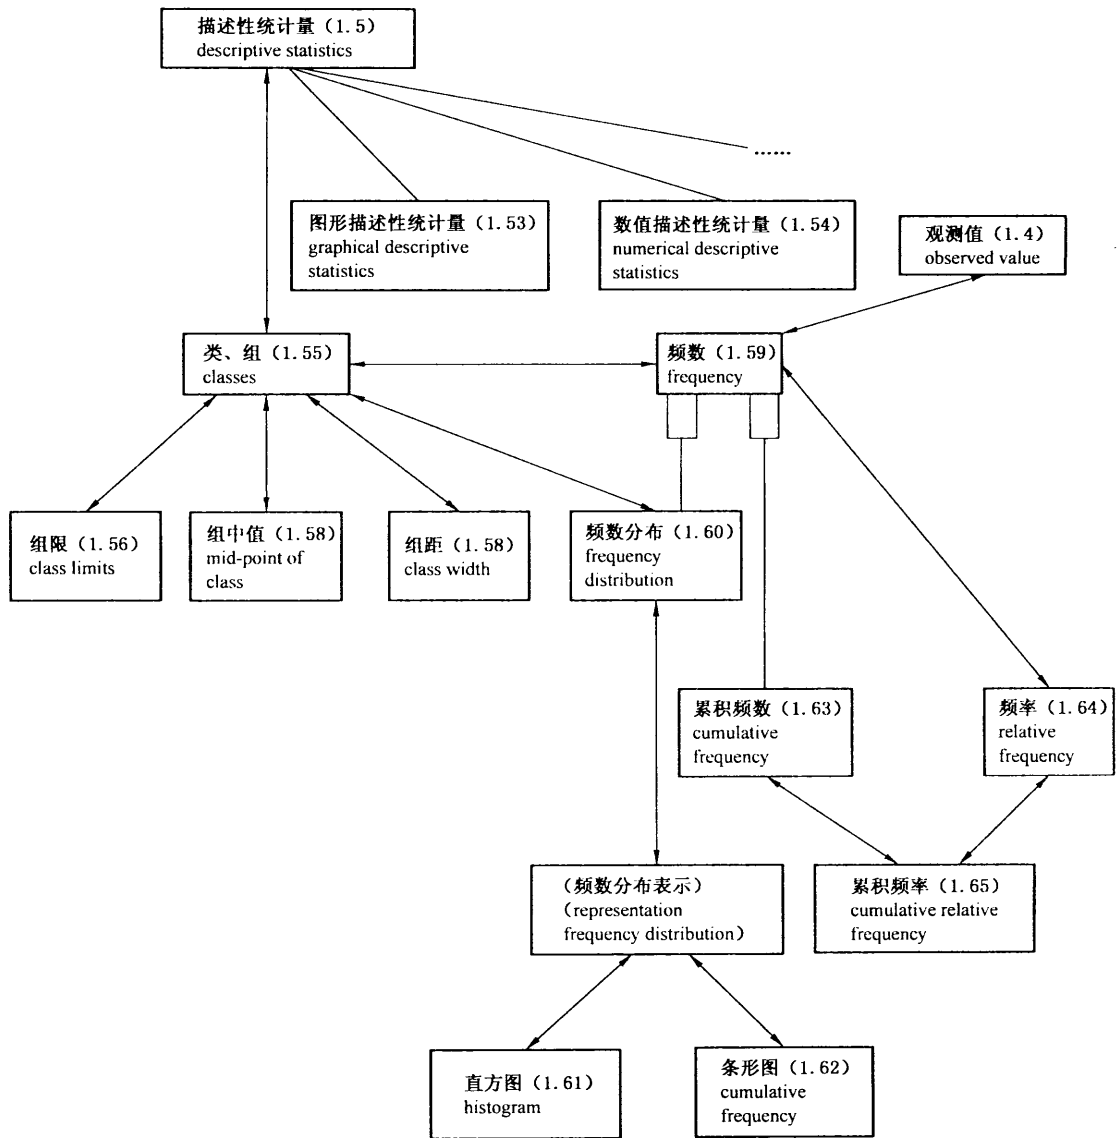 描述性统计量（1.5）
descriptive statistics
……
图形描述性统计量（1.53）
graphical descriptive
statistics
数值描述性统计量（1.54）
numerical descriptive
statistics
观测值（1.4）
observed value
类、组（1.55）
classes
频数（1.59）
frequency
组限（1.56）
class limits
组中值（1.58）
mid-point of
class
组距（1.58）
class width
频数分布（1.60）
frequency
distribution
累积频数（1.63）
cumulative
frequency
频率（1.64）
relative
frequency
（频数分布表示）
（representation
frequency distribution）
累积频率（1.65）
cumulative relative
frequency
直方图（1.61）
histogram
条形图（1.62）
cumulative
frequency